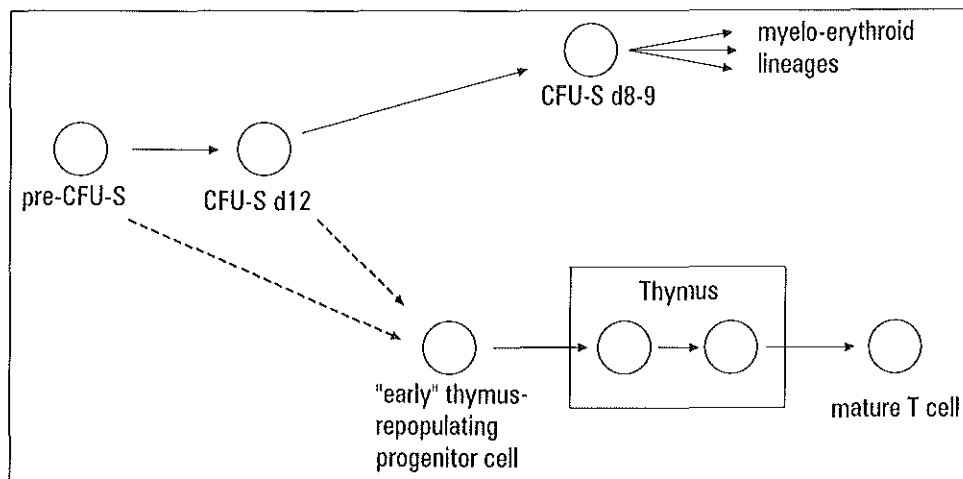 myelo-erythroid
lineages
CFU-S d8-9
pre-CFU-S
CFU-S d12
Thymus
"early" thymus-
repopulating
progenitor cell
mature T cell